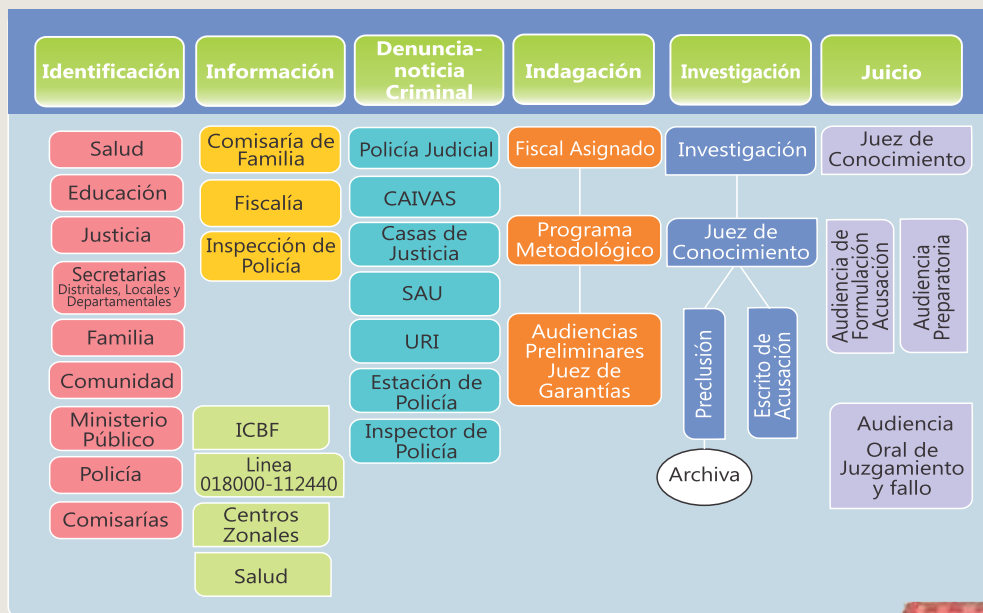 Identificación
Información
Denuncia-
noticia
Criminal
Indagación
Investigación
Juicio
Salud
Educación
Justicia
Secretarias
Distritales, Locales y
Departamentales
Familia
Comunidad
Ministerio
Público
Policía
Comisarías
Comisaría de
Familia
Fiscalía
Inspección de
Policía
ICBF
Linea
018000-112440
Centros
Zonales
Salud
Policía Judicial
CAIVAS
Casas de
Justicia
SAU
URI
Estación de
Policía
Inspector de
Policía
Fiscal Asignado
Programa
Metodológico
Audiencias
Preliminares
Juez de
Garantías
Investigación
Juez de
Conocimiento
Preclusión
Escrito de
Acusación
Archiva
Juez de
Conocimiento
Audiencia de
Formulación
Acusación
Audiencia
Preparatoria
Audiencia
Oral de
Juzgamiento
y fallo